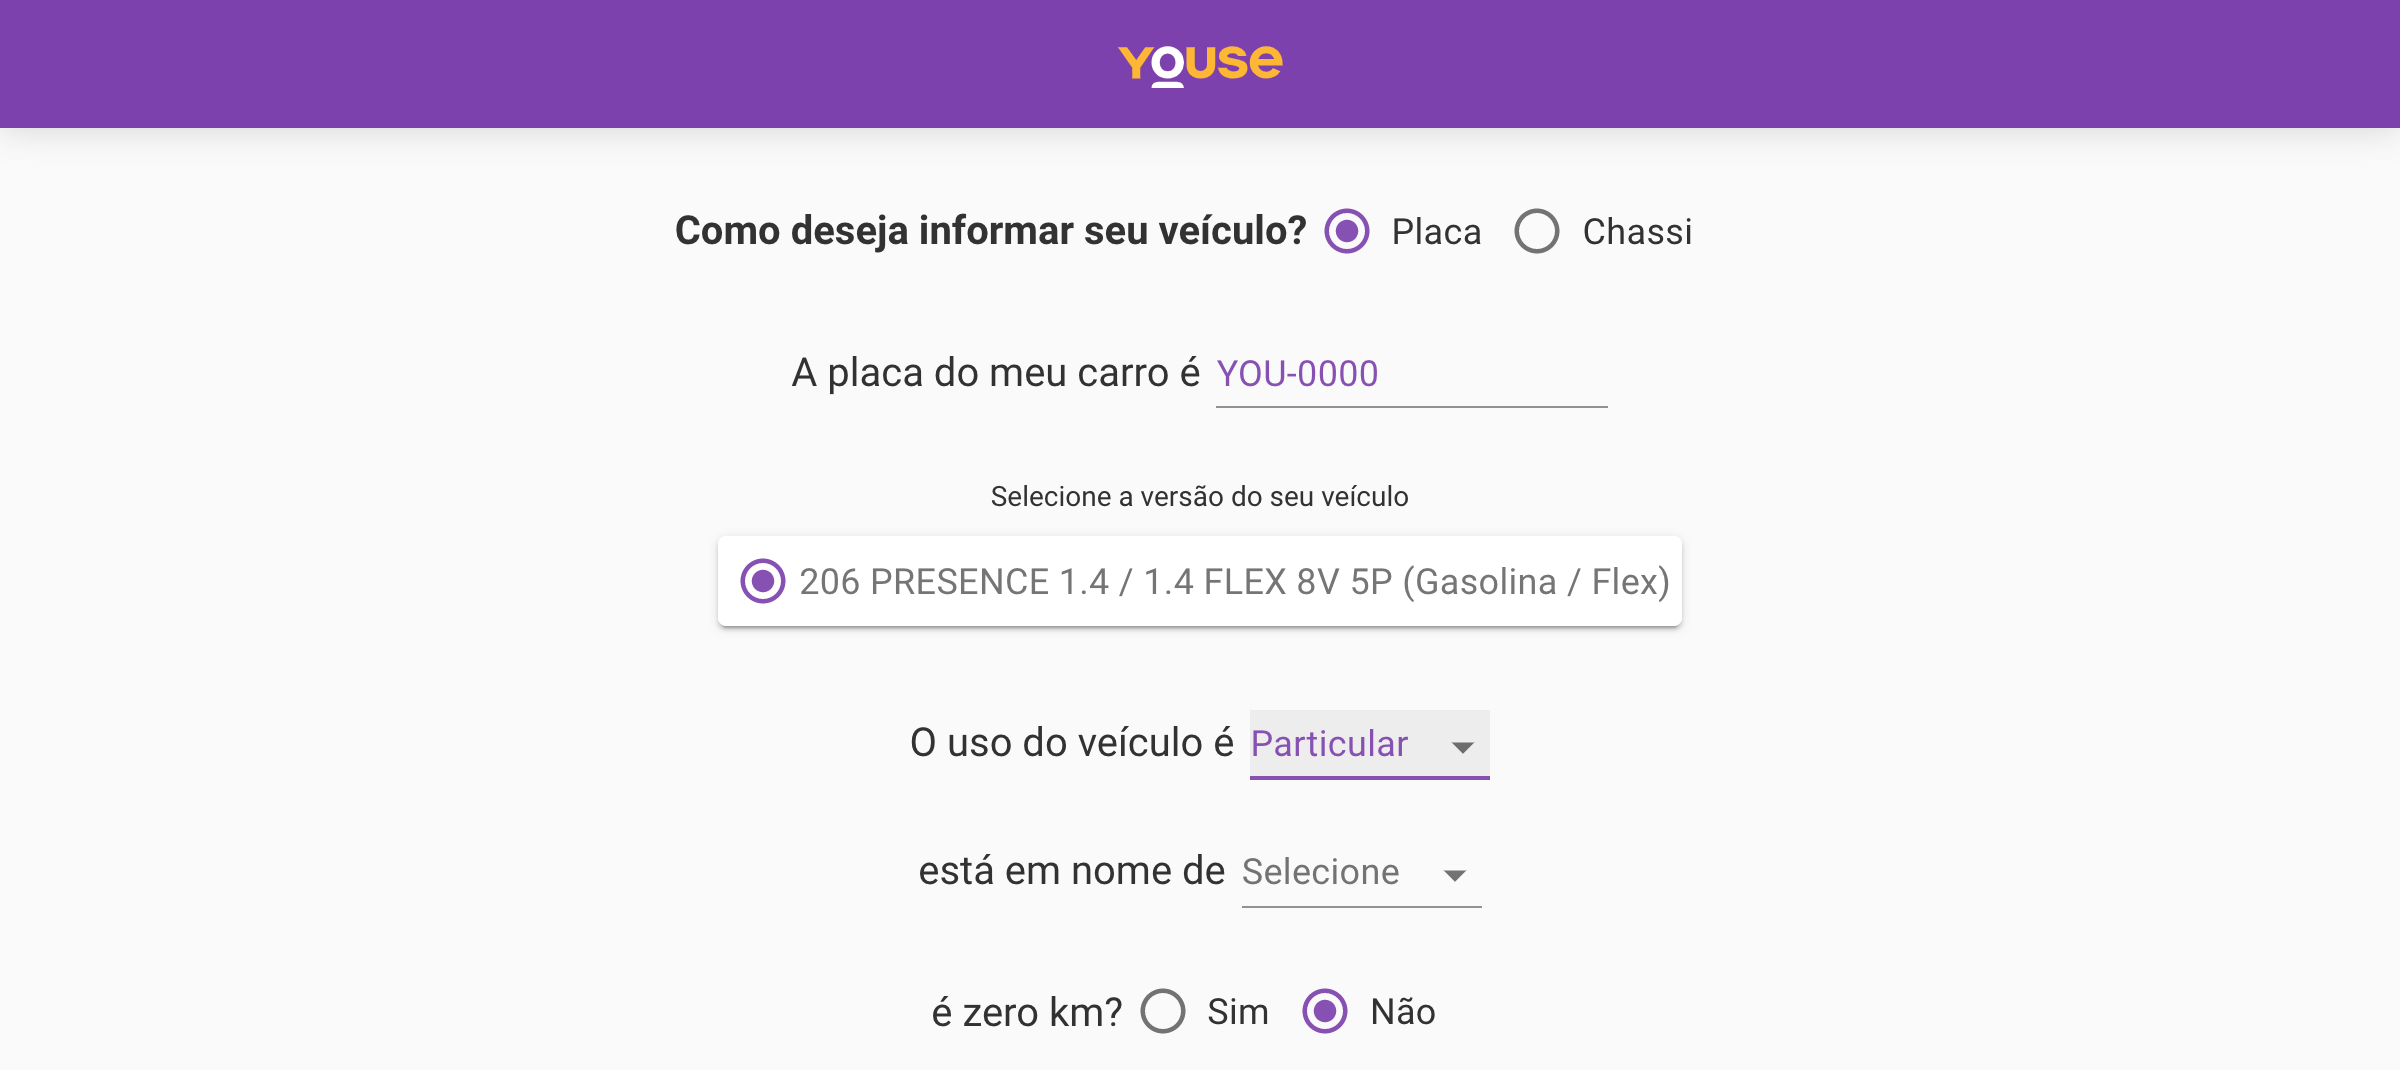 YOUSE
Como deseja informar seu veículo? Placa Chassi
A placa do meu carro é YOU-0000
Selecione a versão do seu veículo
206 PRESENCE 1.4 / 1.4 FLEX 8V 5P (Gasolina / Flex)
O uso do veículo é Particular
está em nome de Selecione
é zero km? Sim Não